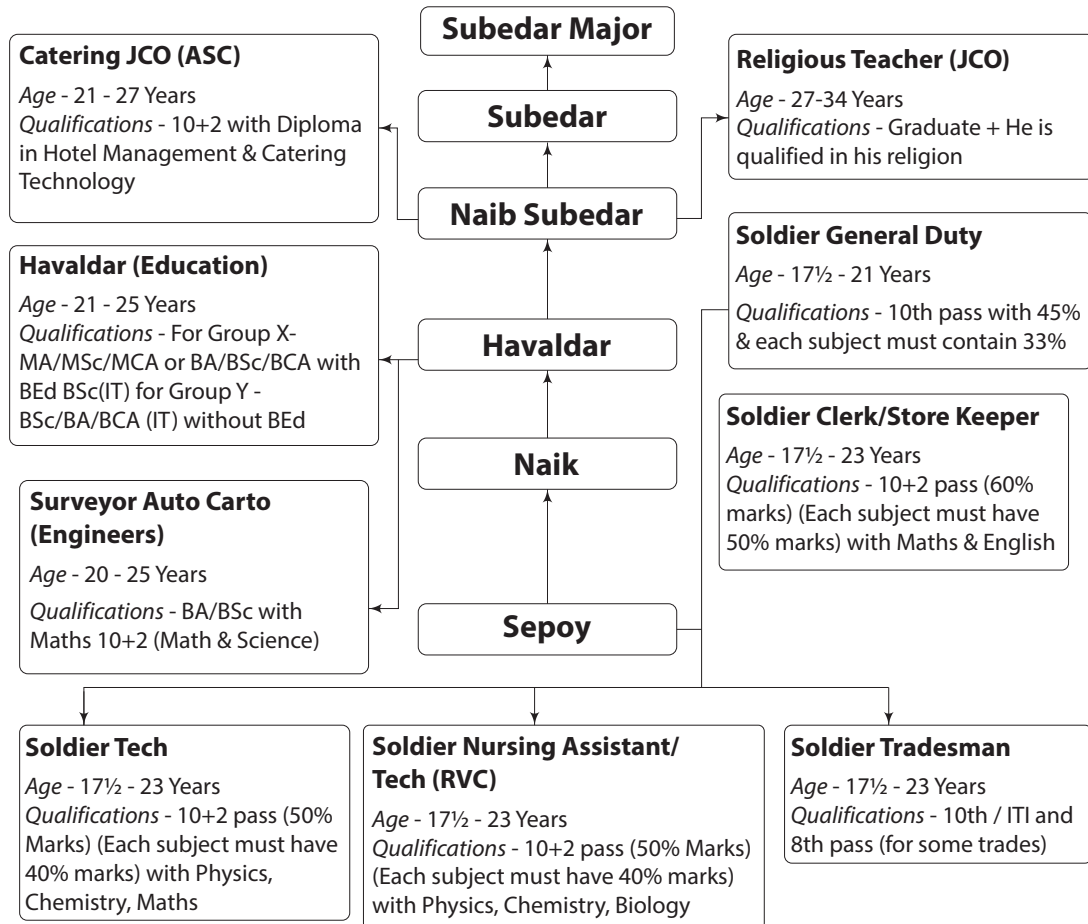 Subedar Major
Catering JCO (ASC)
Age - 21 - 27 Years
Qualifications - 10+2 with Diploma
in Hotel Management & Catering
Technology
Religious Teacher (JCO)
Age - 27-34 Years
Qualifications - Graduate + He is
qualified in his religion
Subedar
Naib Subedar
Havaldar (Education)
Age - 21 - 25 Years
Qualifications - For Group X-
MA/MSc/MCA or BA/BSc/BCA with
BEd BSc(IT) for Group Y -
BSc/BA/BCA (IT) without BEd
Soldier General Duty
Age - 17½ - 21 Years
Qualifications - 10th pass with 45%
& each subject must contain 33%
Havaldar
Soldier Clerk/Store Keeper
Age - 17½ - 23 Years
Qualifications - 10+2 pass (60%
marks) (Each subject must have
50% marks) with Maths & English
Naik
Surveyor Auto Carto
(Engineers)
Age - 20 - 25 Years
Qualifications - BA/BSc with
Maths 10+2 (Math & Science)
Sepoy
Soldier Tech
Age - 17½ - 23 Years
Qualifications - 10+2 pass (50%
Marks) (Each subject must have
40% marks) with Physics,
Chemistry, Maths
Soldier Nursing Assistant/
Tech (RVC)
Age - 17½ - 23 Years
Qualifications - 10+2 pass (50% Marks)
(Each subject must have 40% marks)
with Physics, Chemistry, Biology
Soldier Tradesman
Age - 17½ - 23 Years
Qualifications - 10th / ITI and
8th pass (for some trades)